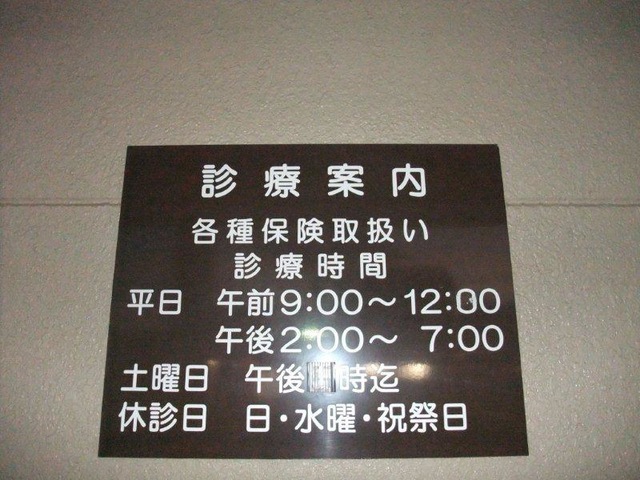 診療案内
各種保険取扱い
診療時間
平日 午前9:00～12:00
午後2:00～ 7:00
土曜日 午後 時迄
休診日 日・水曜・祝祭日